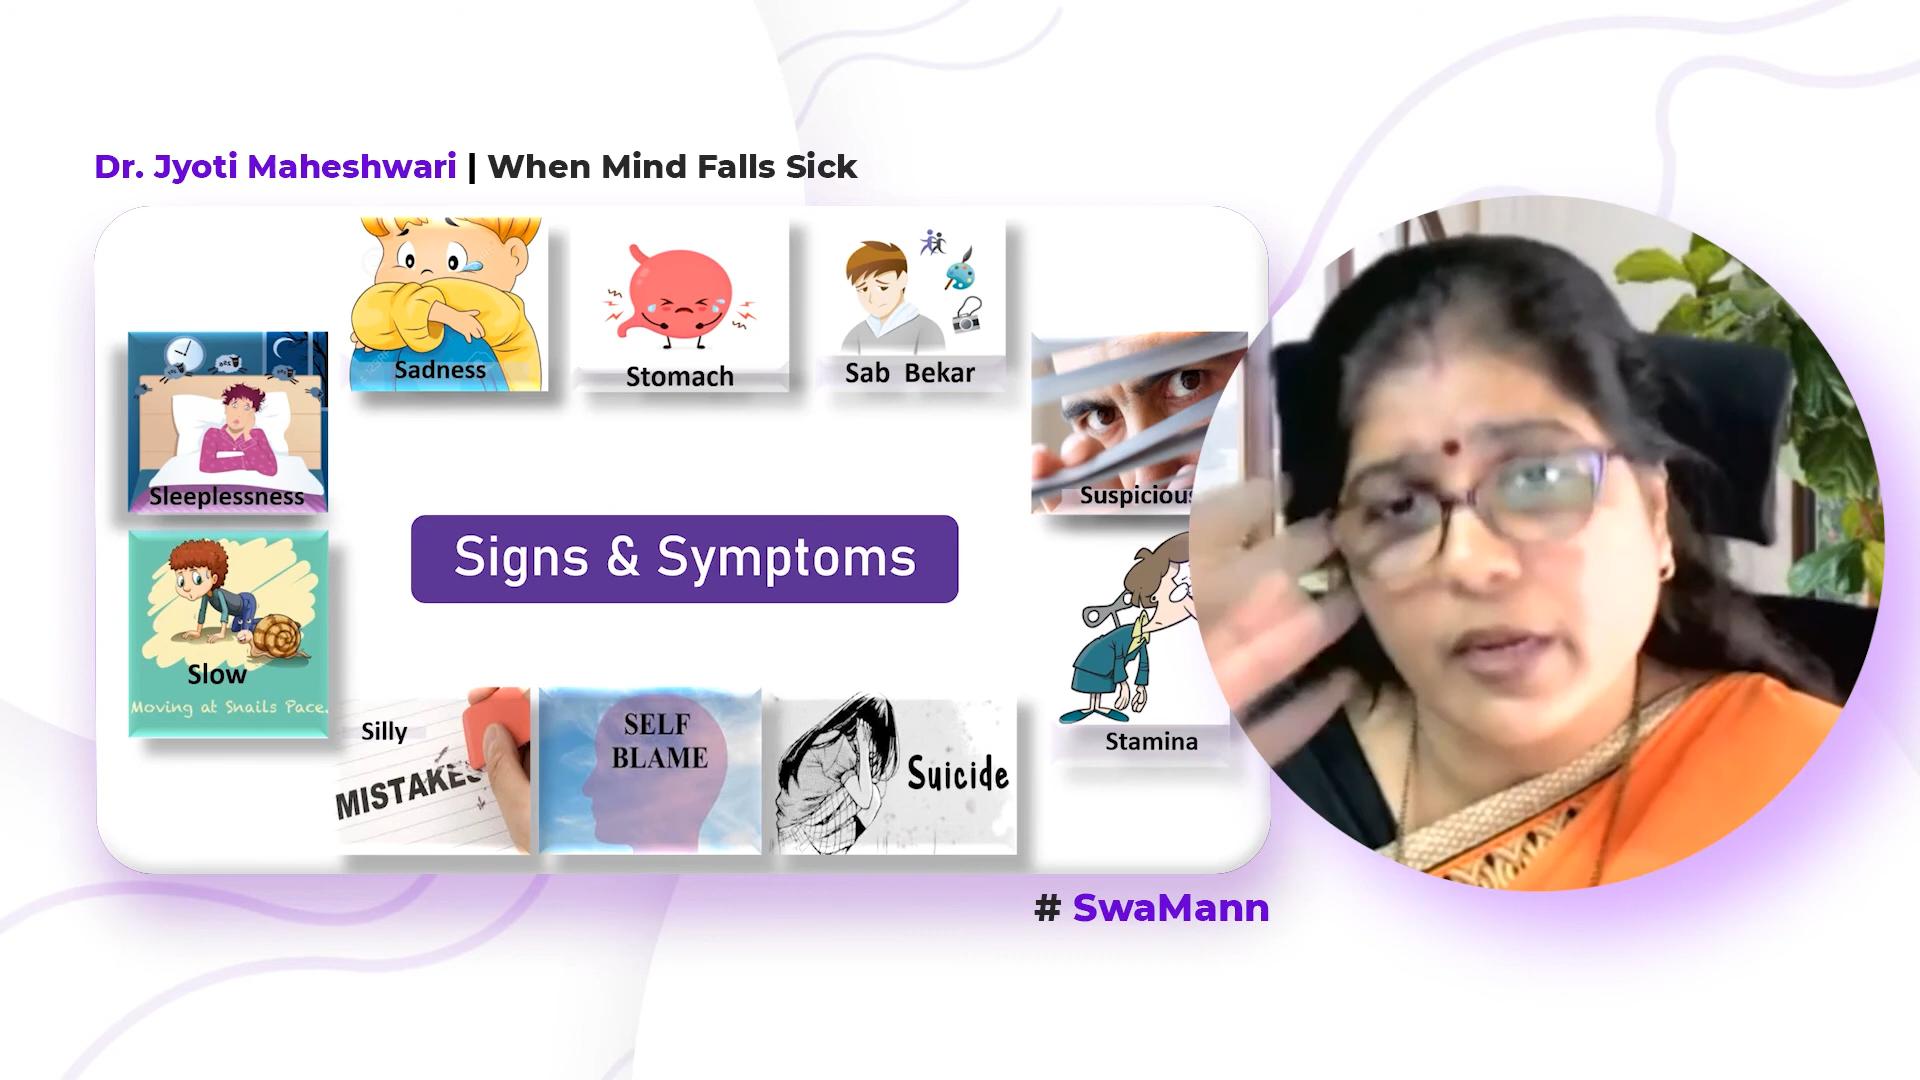 Dr. Jyoti Maheshwari | When Mind Falls Sick
Sadness
Stomach
Sab Bekar
Sleeplessness
Suspicious
Signs & Symptoms
Slow
Moving at Snails Pace.
Silly
MISTAKES
SELF
BLAME
Suicide
Stamina
# SwaMann